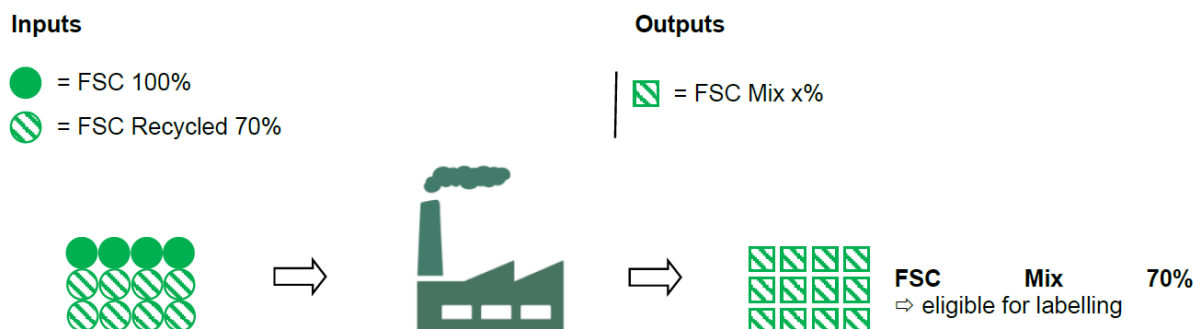 Inputs
Outputs
= FSC 100%
= FSC Mix x%
= FSC Recycled 70%
FSC Mix 70%
⇨ eligible for labelling